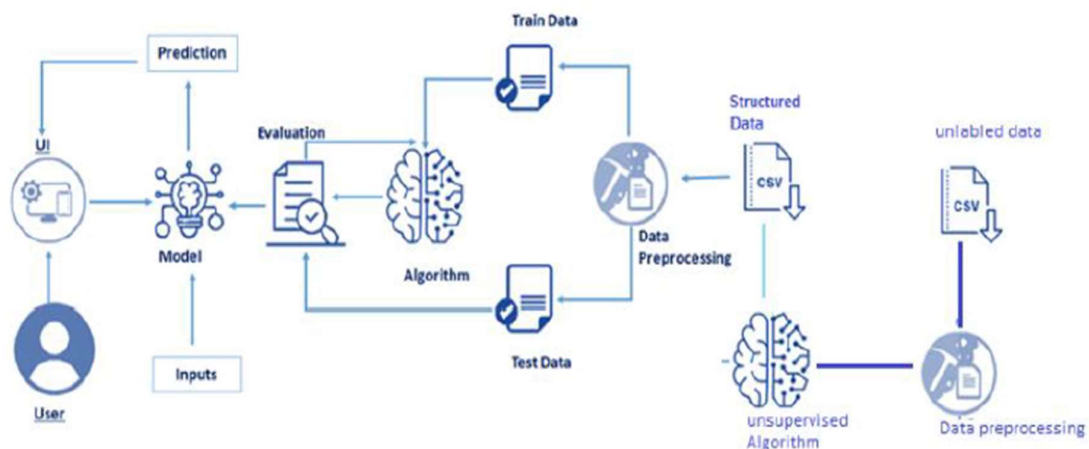 Train Data
Prediction
Structured
Data
Evaluation
unlabled data
UI
CSV
CSV
Model
Data
Preprocessing
Algorithm
Test Data
Inputs
User
unsupervised
Algorithm
Data preprocessing